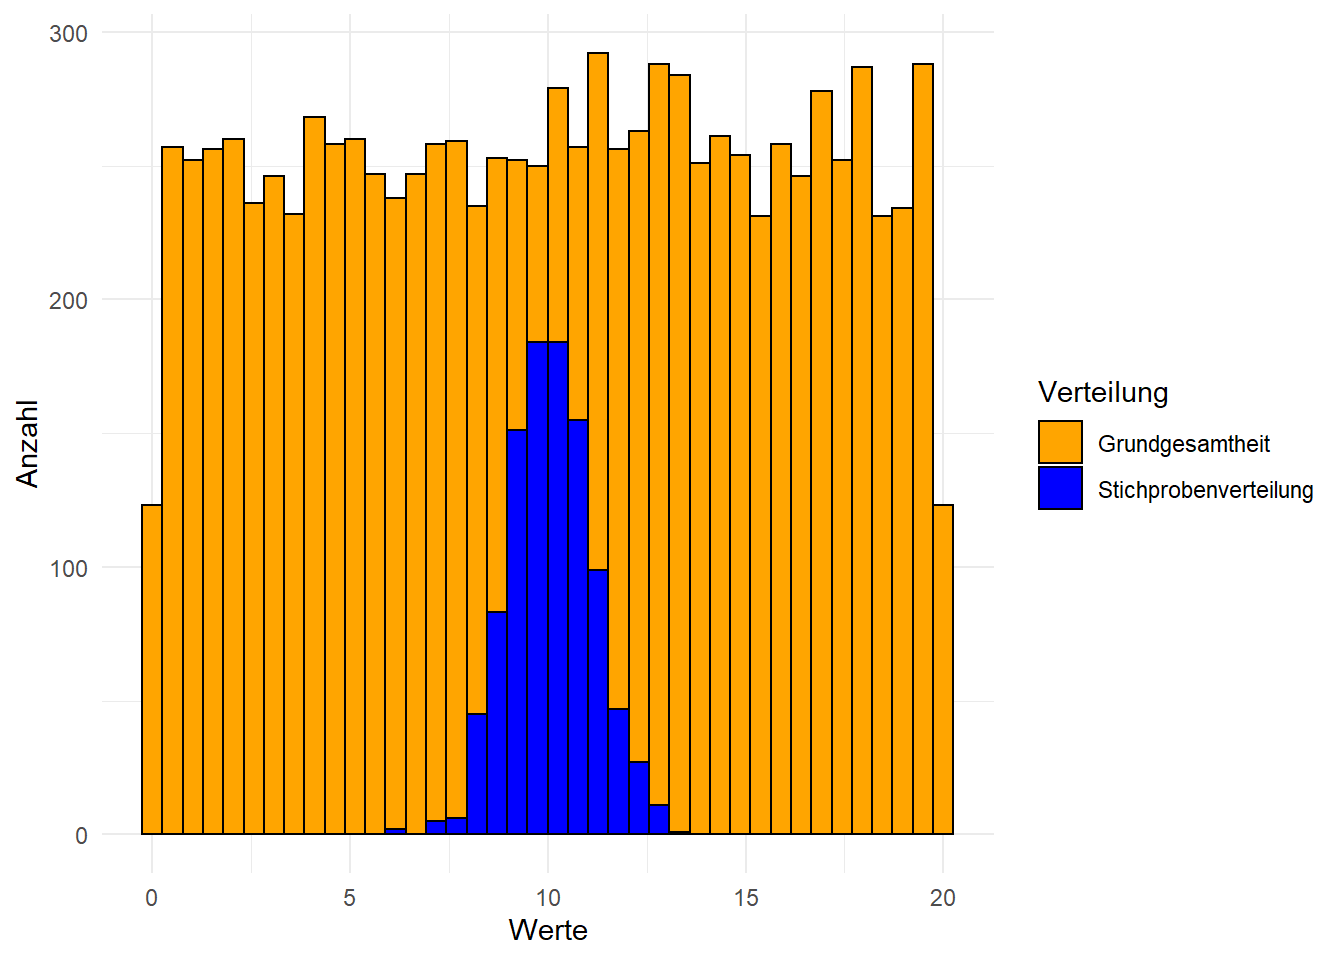 300
200
100
0
Anzahl
0 5 10 15 20
Werte
Verteilung
Grundgesamtheit
Stichprobenverteilung